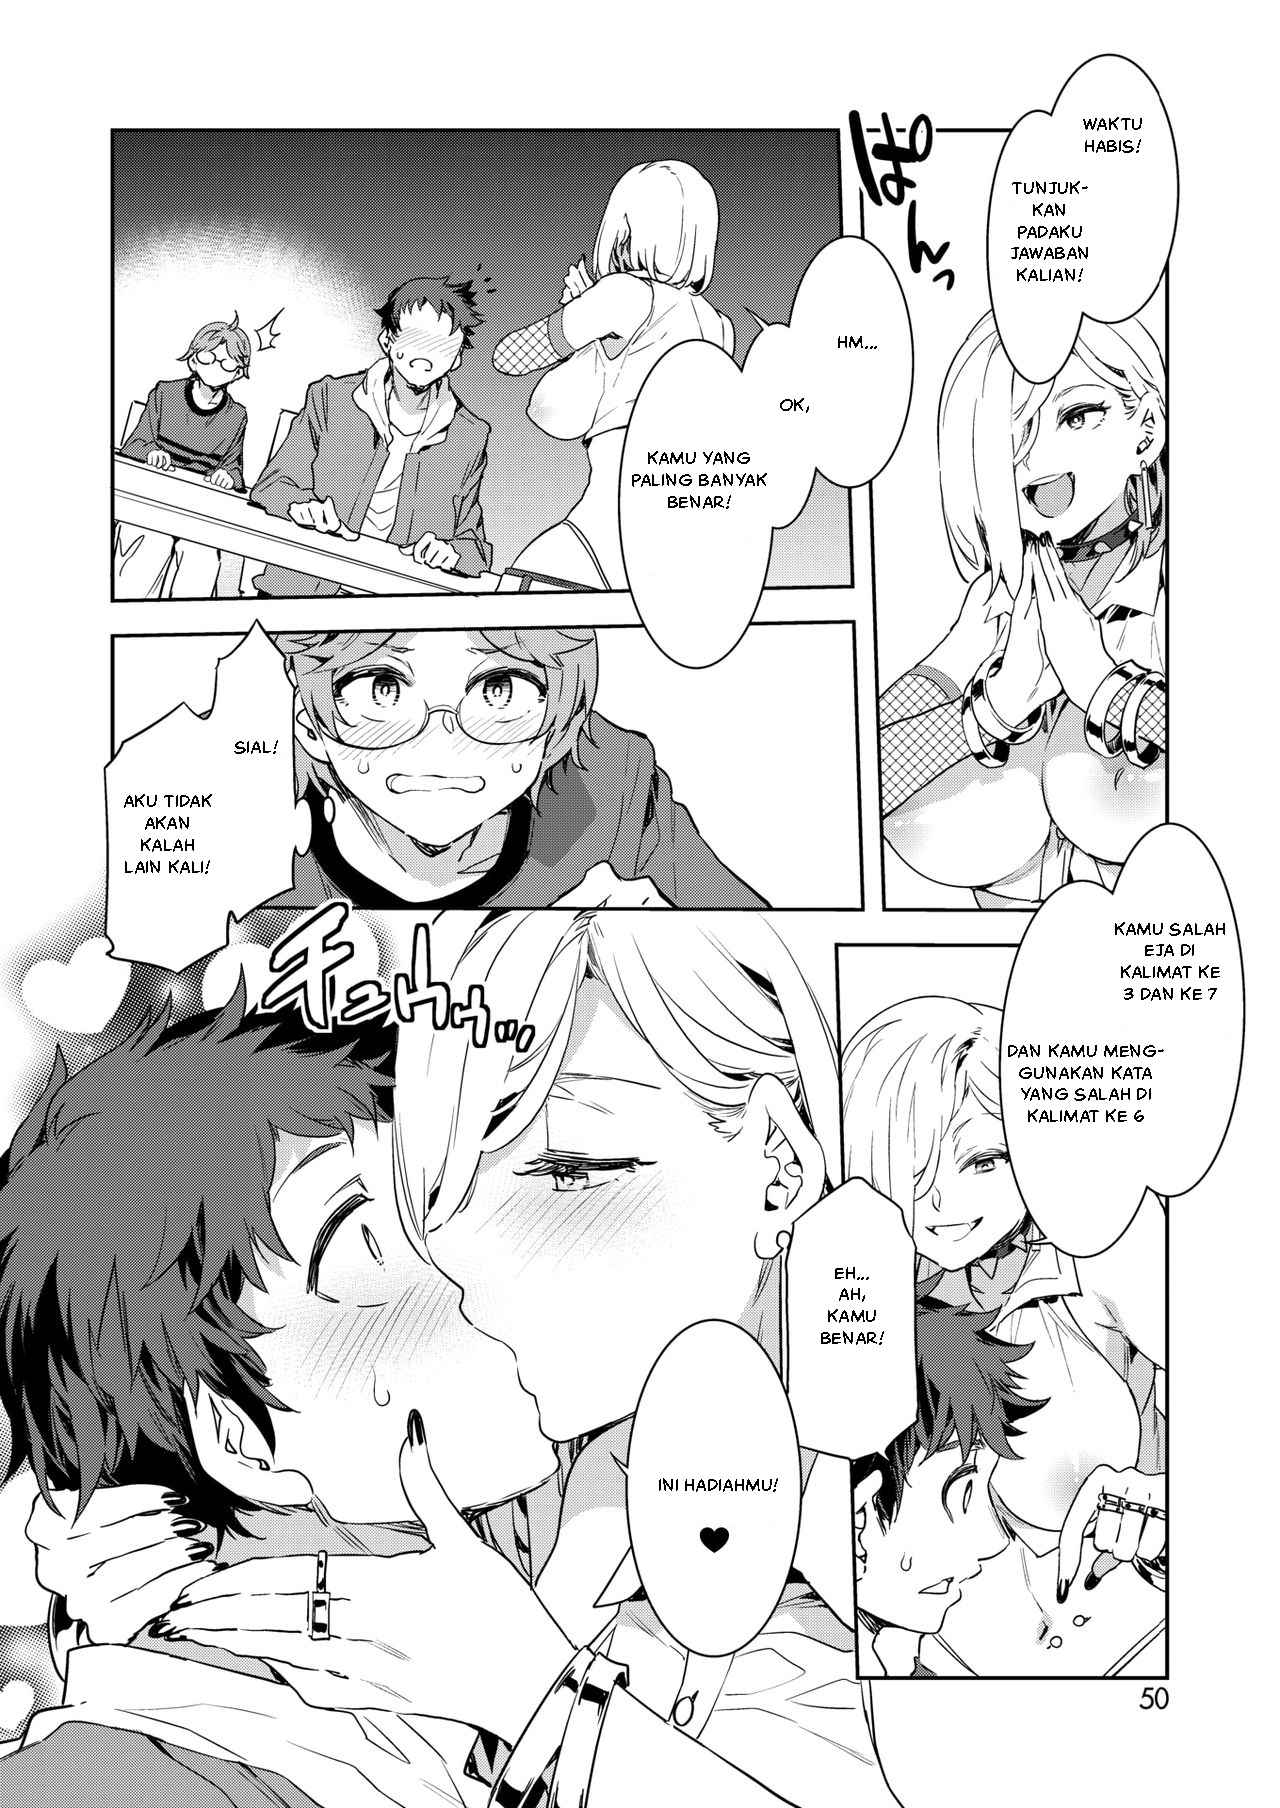 WAKTU
HABIS!
TUNJUK-
KAN
PADAKU
JAWABAN
KALIAN!
ぱんっ
HM...
OK,
KAMU YANG
PALING BANYAK
BENAR!
SIAL!
AKU TIDAK
AKAN
KALAH
LAIN KALI!
KAMU SALAH
EJA DI
KALIMAT KE
3 DAN KE 7
DAN KAMU MENG-
GUNAKAN KATA
YANG SALAH DI
KALIMAT KE 6
EH...
AH,
KAMU
BENAR!
チュウゥ...
INI HADIAHMU!
♥
50